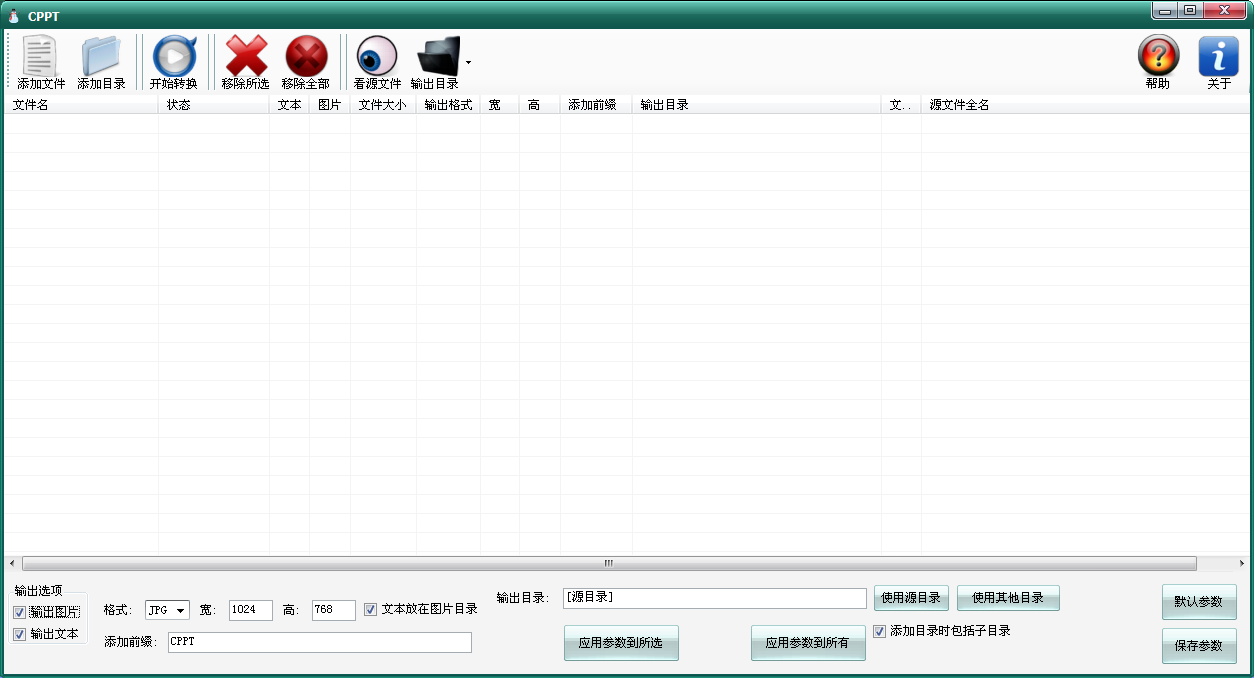 CPPT
添加文件 添加目录 开始转换 移除所选 移除全部 看源文件 输出目录 帮助 关于
文件名 状态 文本 图片 文件大小 输出格式 宽 高 添加前缀 输出目录 文.. 源文件全名
输出选项
输出图片
输出文本
格式: JPG 宽: 1024 高: 768 文本放在图片目录
添加前缀: CPPT
输出目录: [源目录] 使用源目录 使用其他目录
应用参数到所选 应用参数到所有 添加目录时包括子目录
默认参数
保存参数